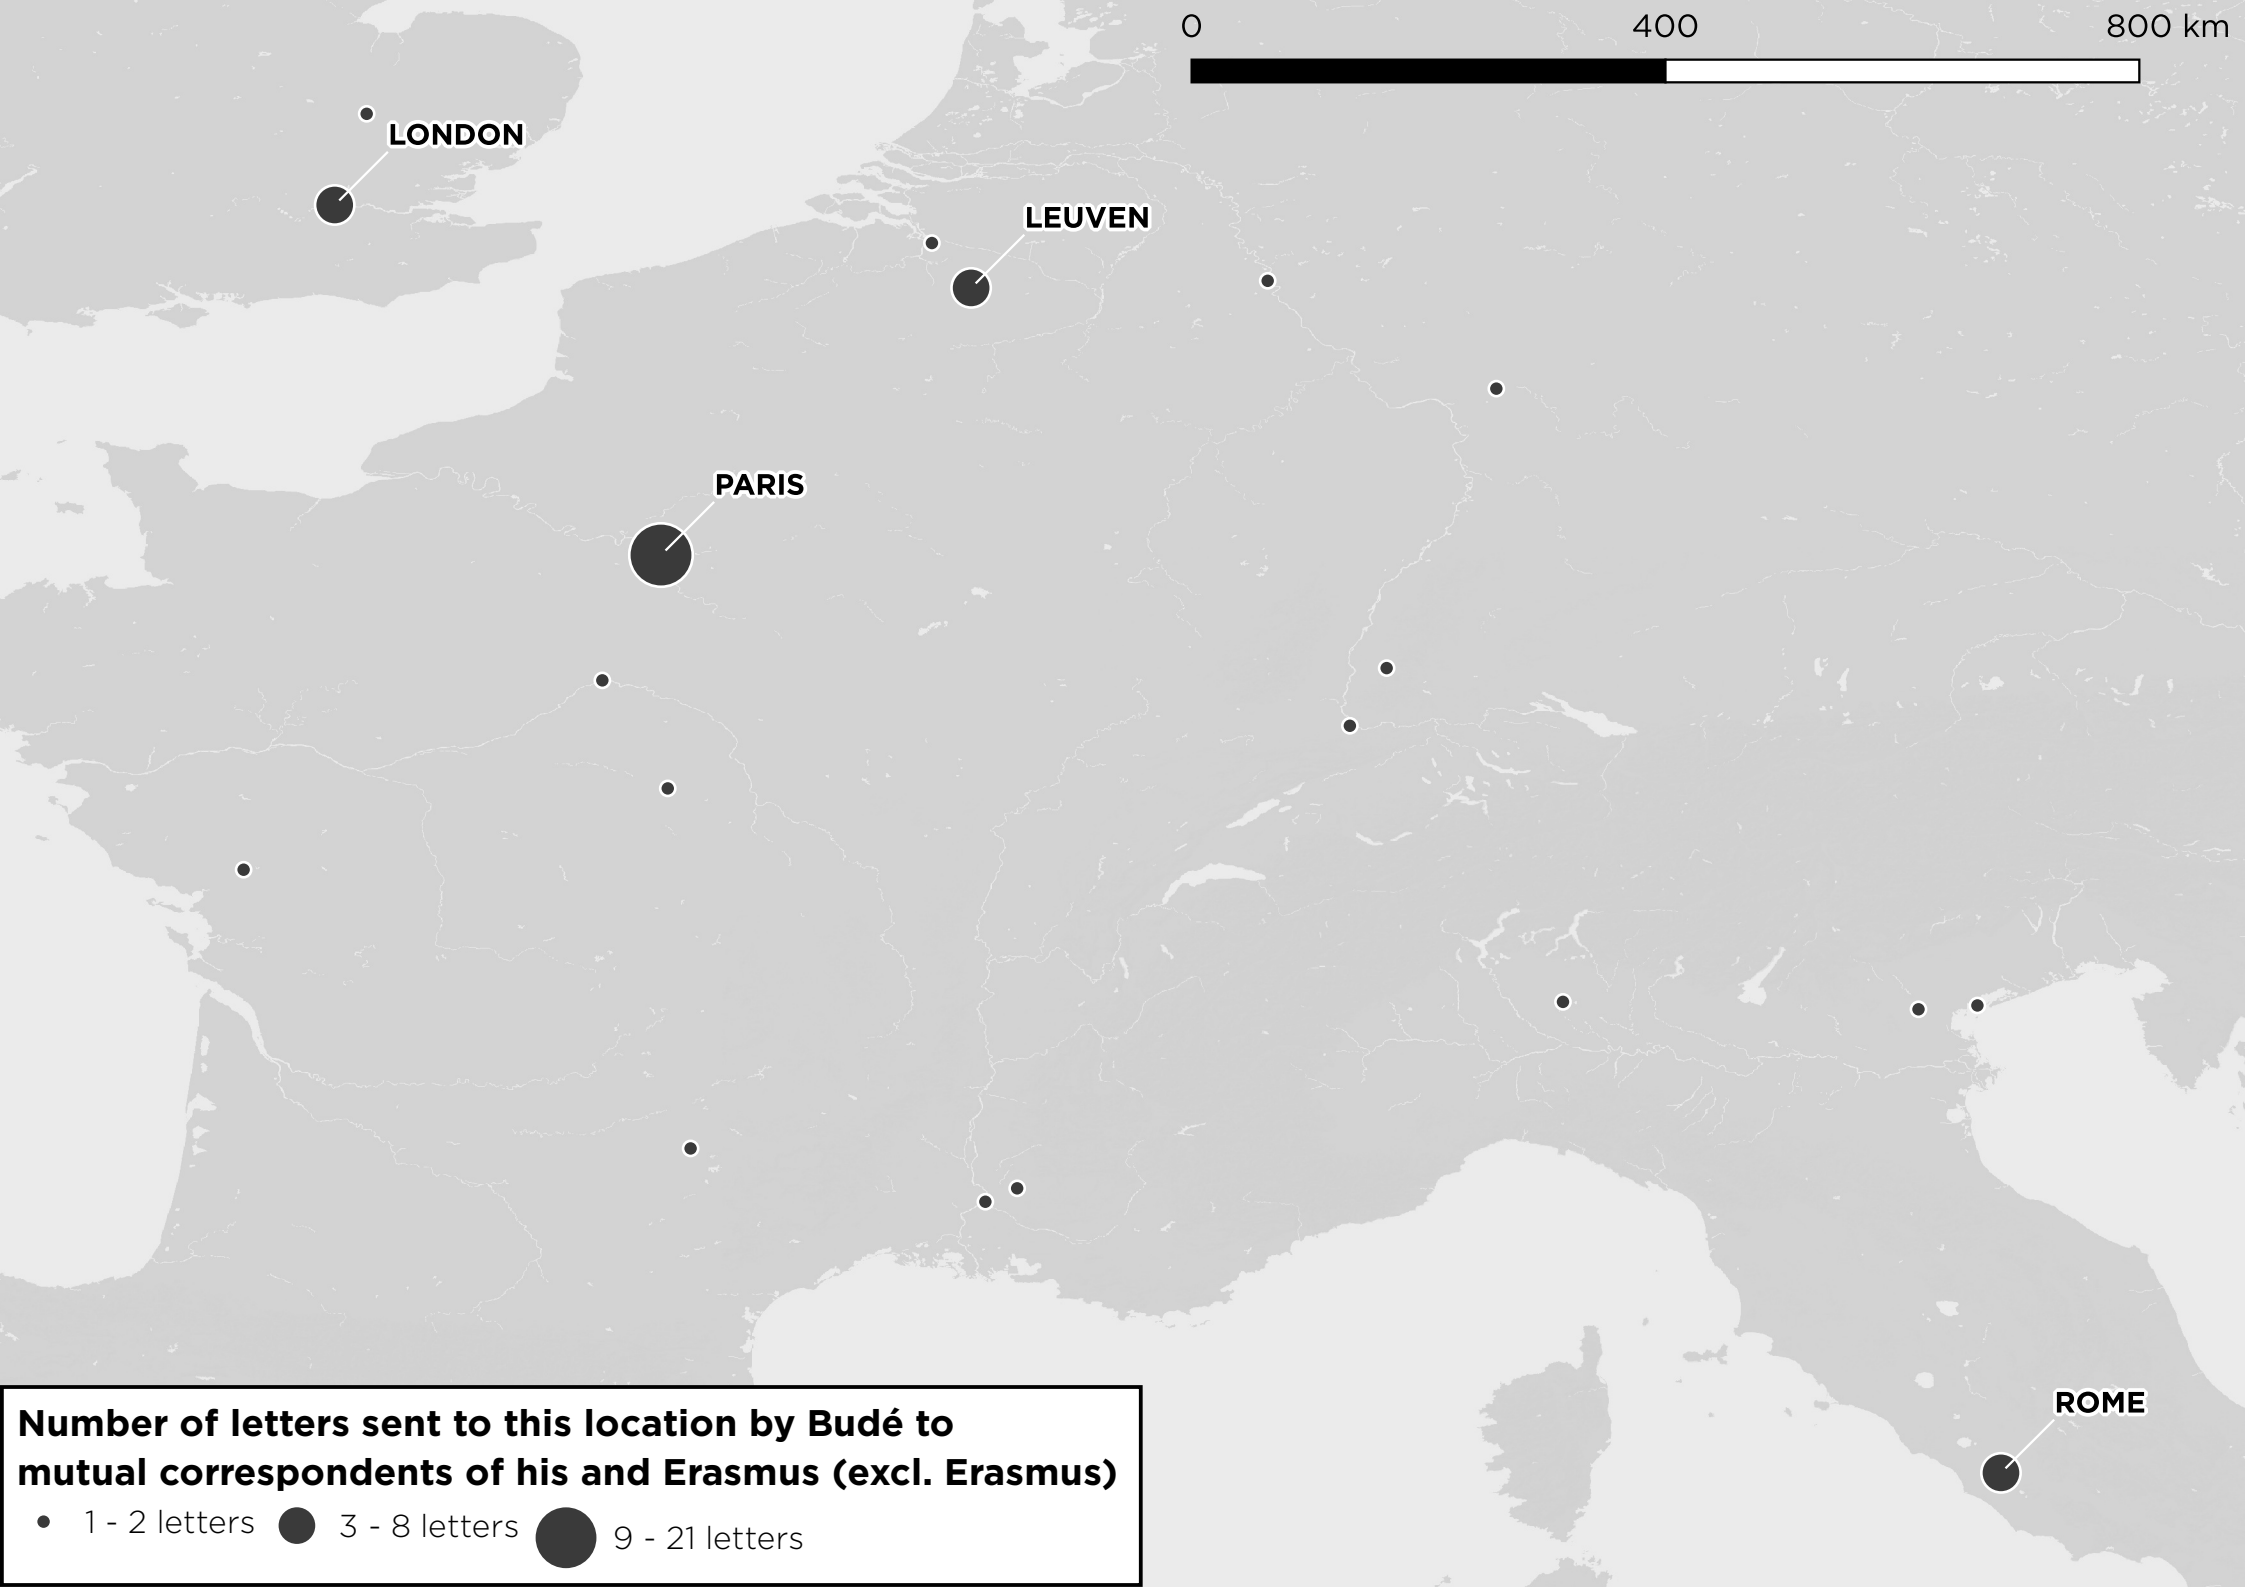 0 400 800 km
LONDON
LEUVEN
PARIS
ROME
Number of letters sent to this location by Budé to
mutual correspondents of his and Erasmus (excl. Erasmus)
1 - 2 letters 3 - 8 letters 9 - 21 letters